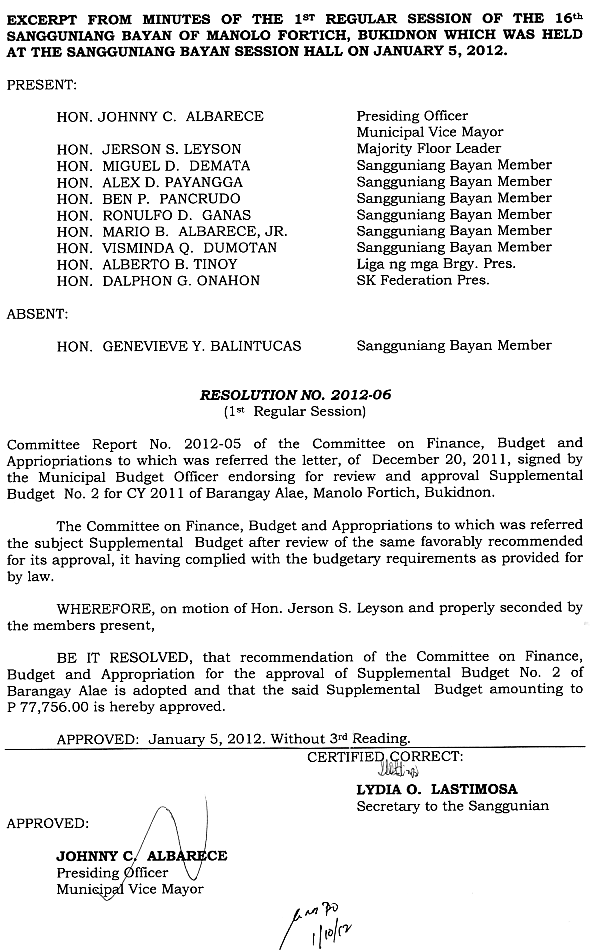 EXCERPT FROM MINUTES OF THE 1ST REGULAR SESSION OF THE 16th
SANGGUNIANG BAYAN OF MANOLO FORTICH, BUKIDNON WHICH WAS HELD
AT THE SANGGUNIANG BAYAN SESSION HALL ON JANUARY 5, 2012.
PRESENT:
HON. JOHNNY C. ALBARECE Presiding Officer
Municipal Vice Mayor
HON. JERSON S. LEYSON Majority Floor Leader
HON. MIGUEL D. DEMATA Sangguniang Bayan Member
HON. ALEX D. PAYANGGA Sangguniang Bayan Member
HON. BEN P. PANCRUDO Sangguniang Bayan Member
HON. RONULFO D. GANAS Sangguniang Bayan Member
HON. MARIO B. ALBARECE, JR. Sangguniang Bayan Member
HON. VISMINDA Q. DUMOTAN Sangguniang Bayan Member
HON. ALBERTO B. TINOY Liga ng mga Brgy. Pres.
HON. DALPHON G. ONAHON SK Federation Pres.
ABSENT:
HON. GENEVIEVE Y. BALINTUCAS Sangguniang Bayan Member
RESOLUTION NO. 2012-06
(1st Regular Session)
Committee Report No. 2012-05 of the Committee on Finance, Budget and
Appriopriations to which was referred the letter, of December 20, 2011, signed by
the Municipal Budget Officer endorsing for review and approval Supplemental
Budget No. 2 for CY 2011 of Barangay Alae, Manolo Fortich, Bukidnon.
The Committee on Finance, Budget and Appropriations to which was referred
the subject Supplemental Budget after review of the same favorably recommended
for its approval, it having complied with the budgetary requirements as provided for
by law.
WHEREFORE, on motion of Hon. Jerson S. Leyson and properly seconded by
the members present,
BE IT RESOLVED, that recommendation of the Committee on Finance,
Budget and Appropriation for the approval of Supplemental Budget No. 2 of
Barangay Alae is adopted and that the said Supplemental Budget amounting to
P 77,756.00 is hereby approved.
APPROVED: January 5, 2012. Without 3rd Reading.
CERTIFIED CORRECT:
LYDIA O. LASTIMOSA
Secretary to the Sanggunian
APPROVED:
JOHNNY C. ALBARECE
Presiding Officer
Municipal Vice Mayor
1/10/12